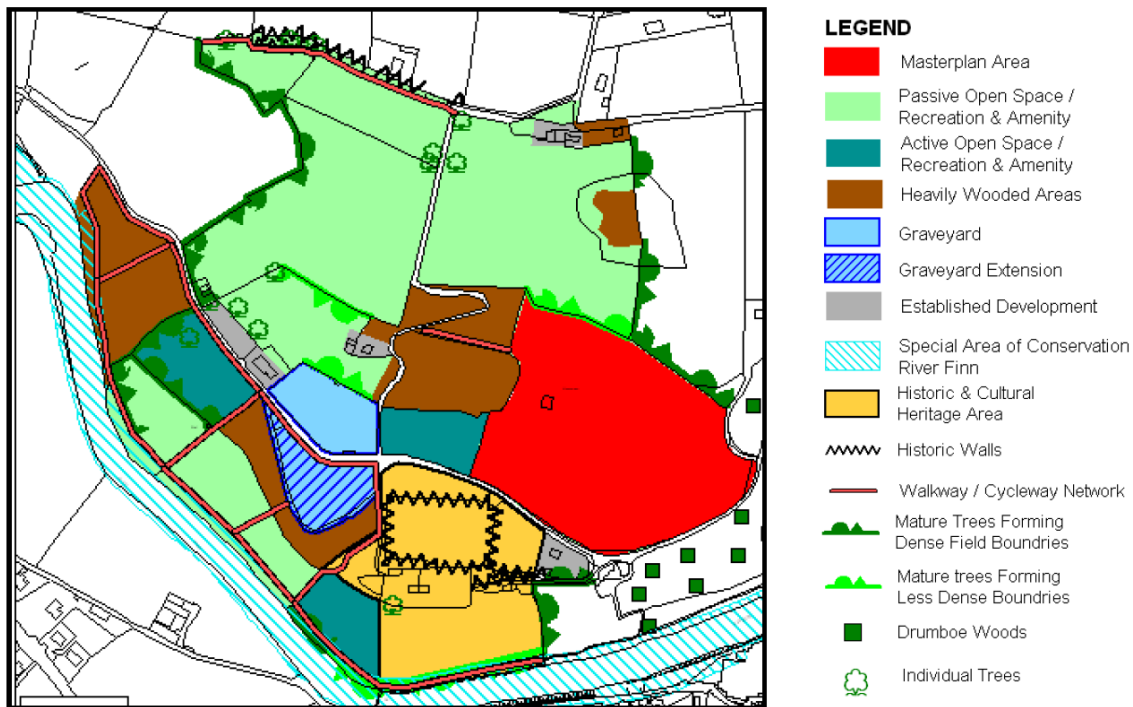 LEGEND
Masterplan Area
Passive Open Space /
Recreation & Amenity
Active Open Space /
Recreation & Amenity
Heavily Wooded Areas
Graveyard
Graveyard Extension
Established Development
Special Area of Conservation
River Finn
Historic & Cultural
Heritage Area
Historic Walls
Walkway / Cycleway Network
Mature Trees Forming
Dense Field Boundries
Mature trees Forming
Less Dense Boundries
Drumboe Woods
Individual Trees